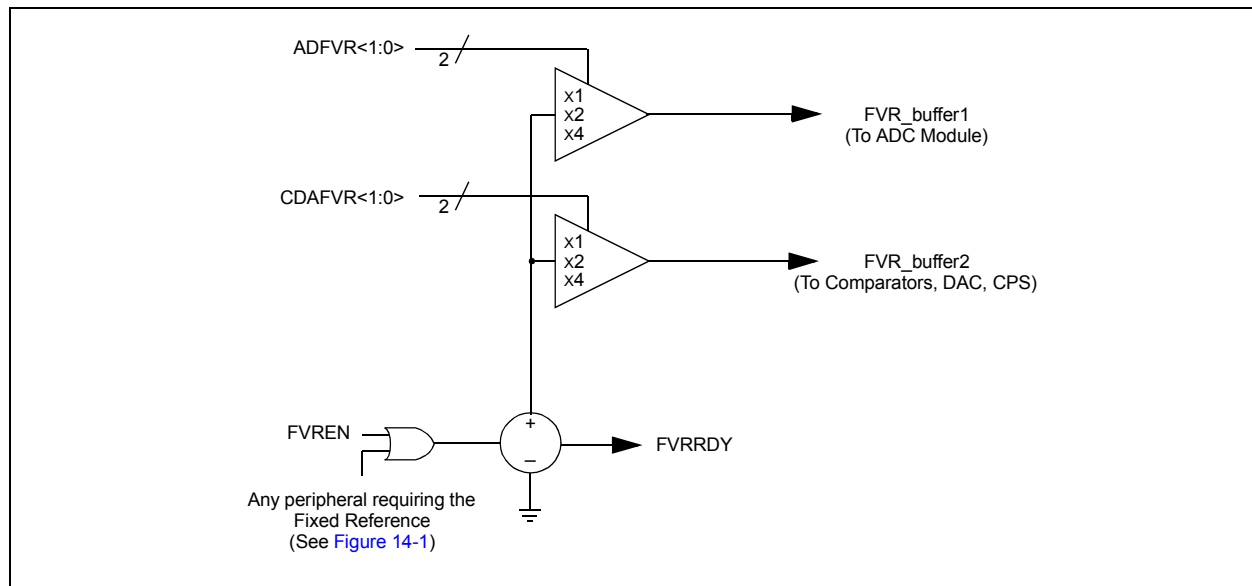 ADFVR<1:0>
2
x1
x2
x4
FVR_buffer1
(To ADC Module)
CDAFVR<1:0>
2
x1
x2
x4
FVR_buffer2
(To Comparators, DAC, CPS)
FVREN
+
–
FVRRDY
Any peripheral requiring the
Fixed Reference
(See Figure 14-1)